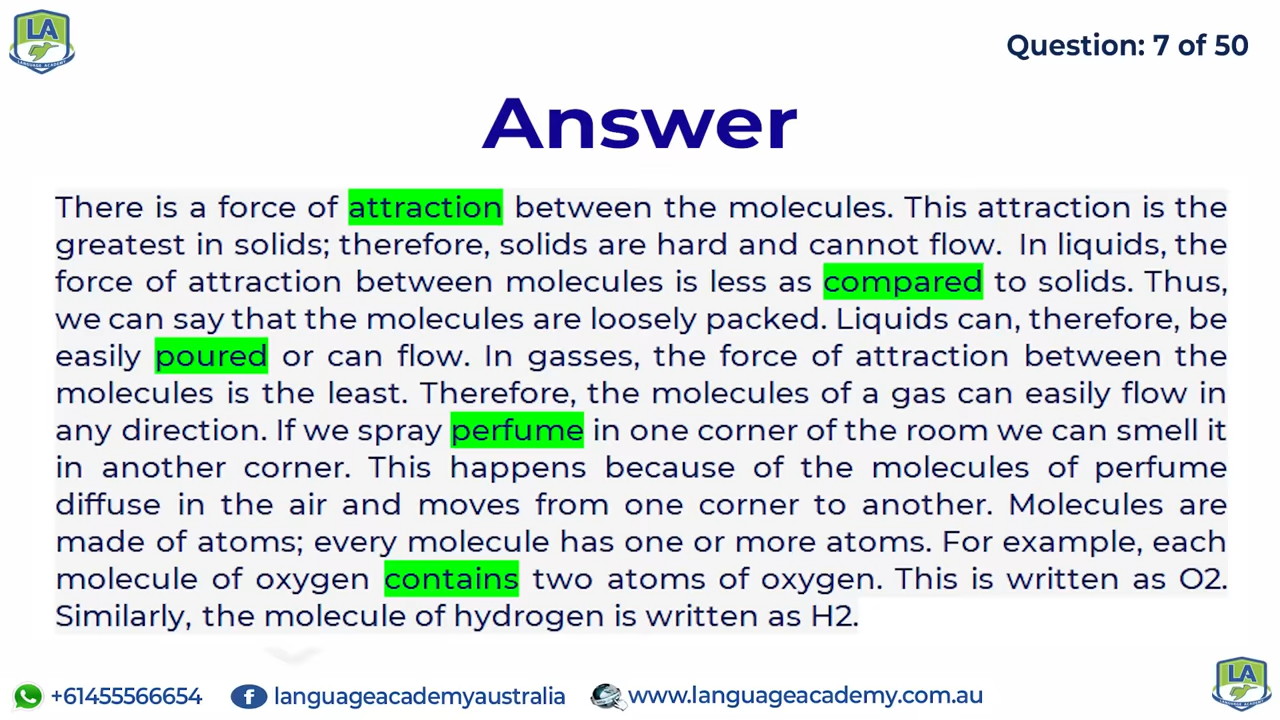 LA
LANGUAGE ACADEMY
Question: 7 of 50
Answer
There is a force of attraction between the molecules. This attraction is the
greatest in solids; therefore, solids are hard and cannot flow. In liquids, the
force of attraction between molecules is less as compared to solids. Thus,
we can say that the molecules are loosely packed. Liquids can, therefore, be
easily poured or can flow. In gasses, the force of attraction between the
molecules is the least. Therefore, the molecules of a gas can easily flow in
any direction. If we spray perfume in one corner of the room we can smell it
in another corner. This happens because of the molecules of perfume
diffuse in the air and moves from one corner to another. Molecules are
made of atoms; every molecule has one or more atoms. For example, each
molecule of oxygen contains two atoms of oxygen. This is written as O2.
Similarly, the molecule of hydrogen is written as H2.
+61455566654 f languageacademyaustralia www.languageacademy.com.au
LA
LANGUAGE ACADEMY